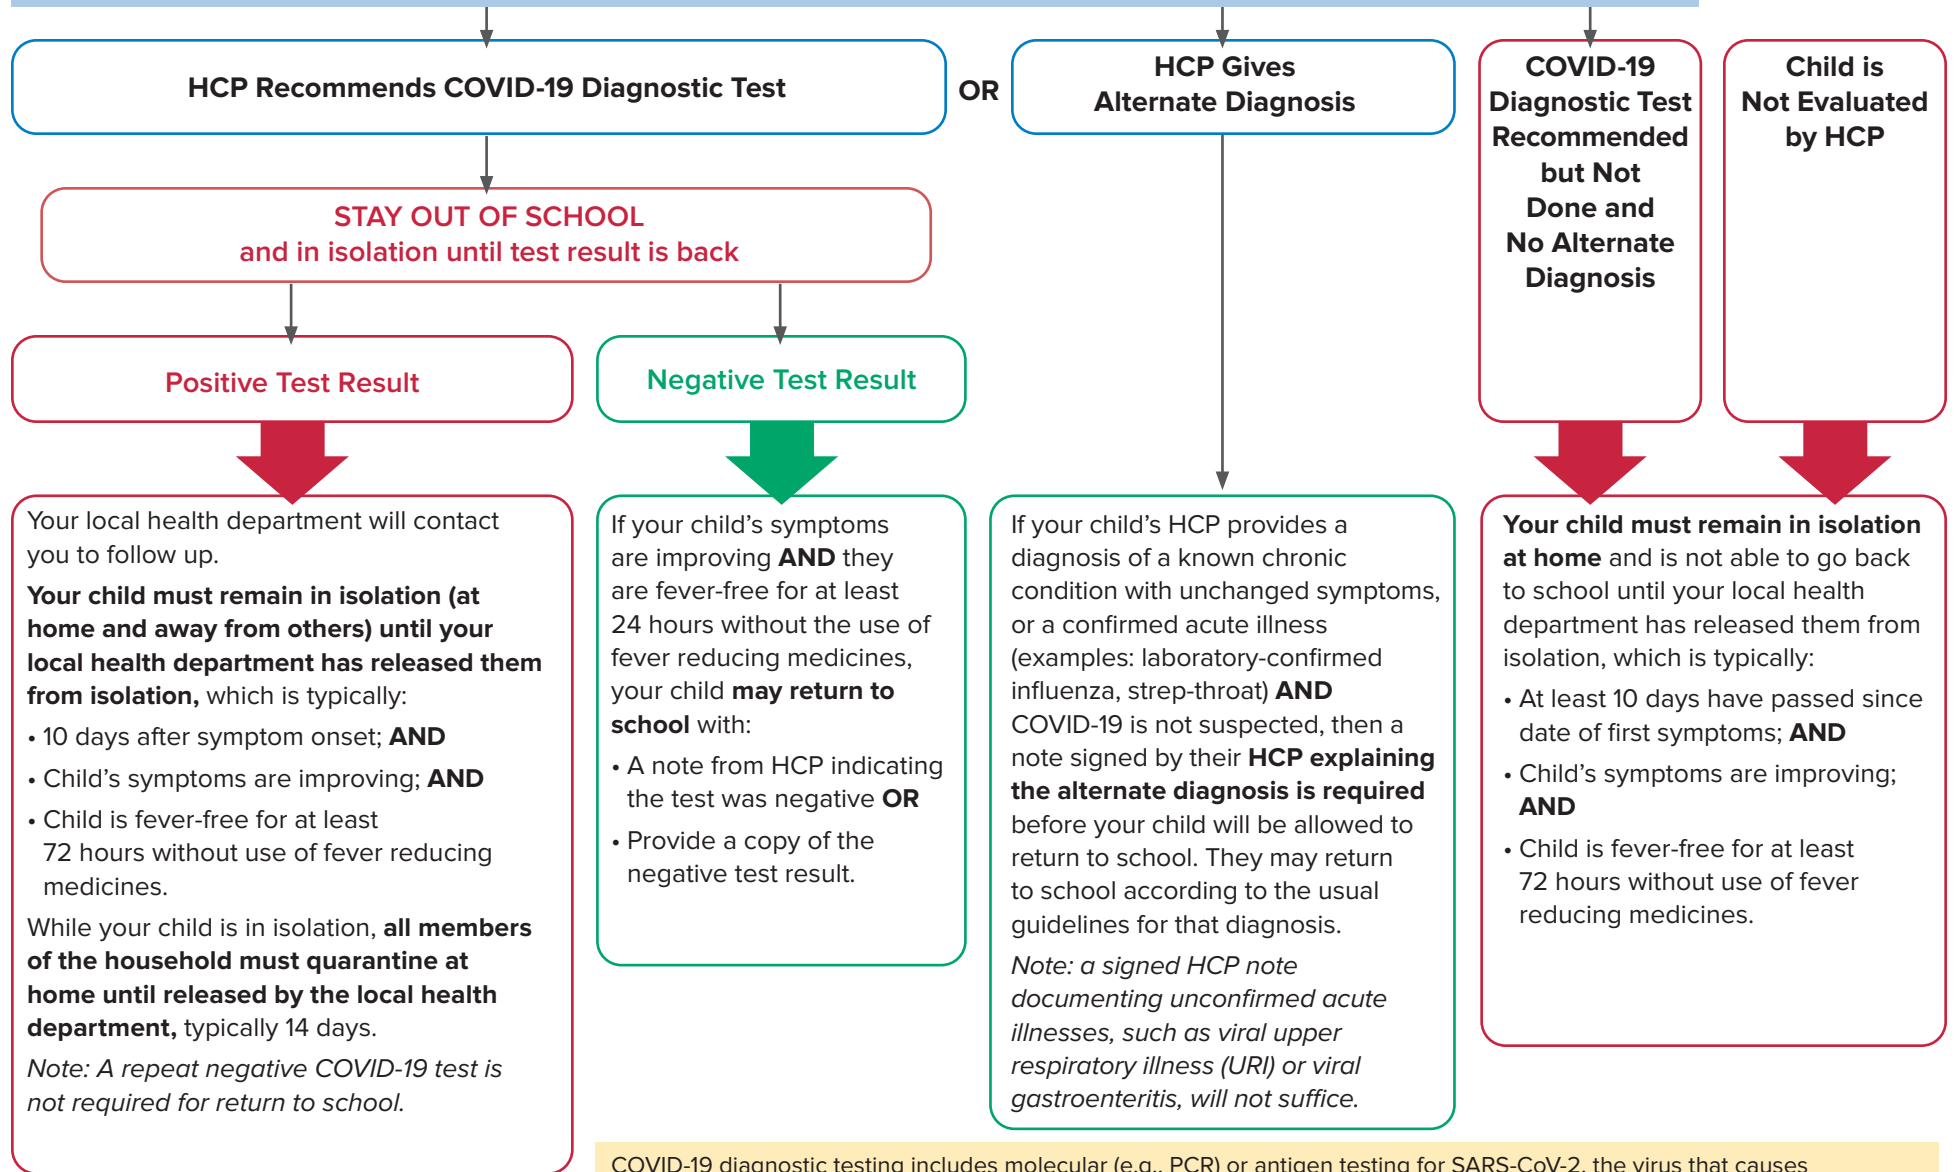 HCP Recommends COVID-19 Diagnostic Test
OR
HCP Gives
Alternate Diagnosis
COVID-19
Diagnostic Test
Recommended
but Not
Done and
No Alternate
Diagnosis
Child is
Not Evaluated
by HCP
STAY OUT OF SCHOOL
and in isolation until test result is back
Positive Test Result
Negative Test Result
Your local health department will contact
you to follow up.
Your child must remain in isolation (at
home and away from others) until your
local health department has released them
from isolation, which is typically:
• 10 days after symptom onset; AND
• Child’s symptoms are improving; AND
• Child is fever-free for at least
72 hours without use of fever reducing
medicines.
While your child is in isolation, all members
of the household must quarantine at
home until released by the local health
department, typically 14 days.
Note: A repeat negative COVID-19 test is
not required for return to school.
If your child’s symptoms
are improving AND they
are fever-free for at least
24 hours without the use of
fever reducing medicines,
your child may return to
school with:
• A note from HCP indicating
the test was negative OR
• Provide a copy of the
negative test result.
If your child’s HCP provides a
diagnosis of a known chronic
condition with unchanged symptoms,
or a confirmed acute illness
(examples: laboratory-confirmed
influenza, strep-throat) AND
COVID-19 is not suspected, then a
note signed by their HCP explaining
the alternate diagnosis is required
before your child will be allowed to
return to school. They may return
to school according to the usual
guidelines for that diagnosis.
Note: a signed HCP note
documenting unconfirmed acute
illnesses, such as viral upper
respiratory illness (URI) or viral
gastroenteritis, will not suffice.
Your child must remain in isolation
at home and is not able to go back
to school until your local health
department has released them from
isolation, which is typically:
• At least 10 days have passed since
date of first symptoms; AND
• Child’s symptoms are improving;
AND
• Child is fever-free for at least
72 hours without use of fever
reducing medicines.
COVID-19 diagnostic testing includes molecular (e.g., PCR) or antigen testing for SARS-CoV-2, the virus that causes